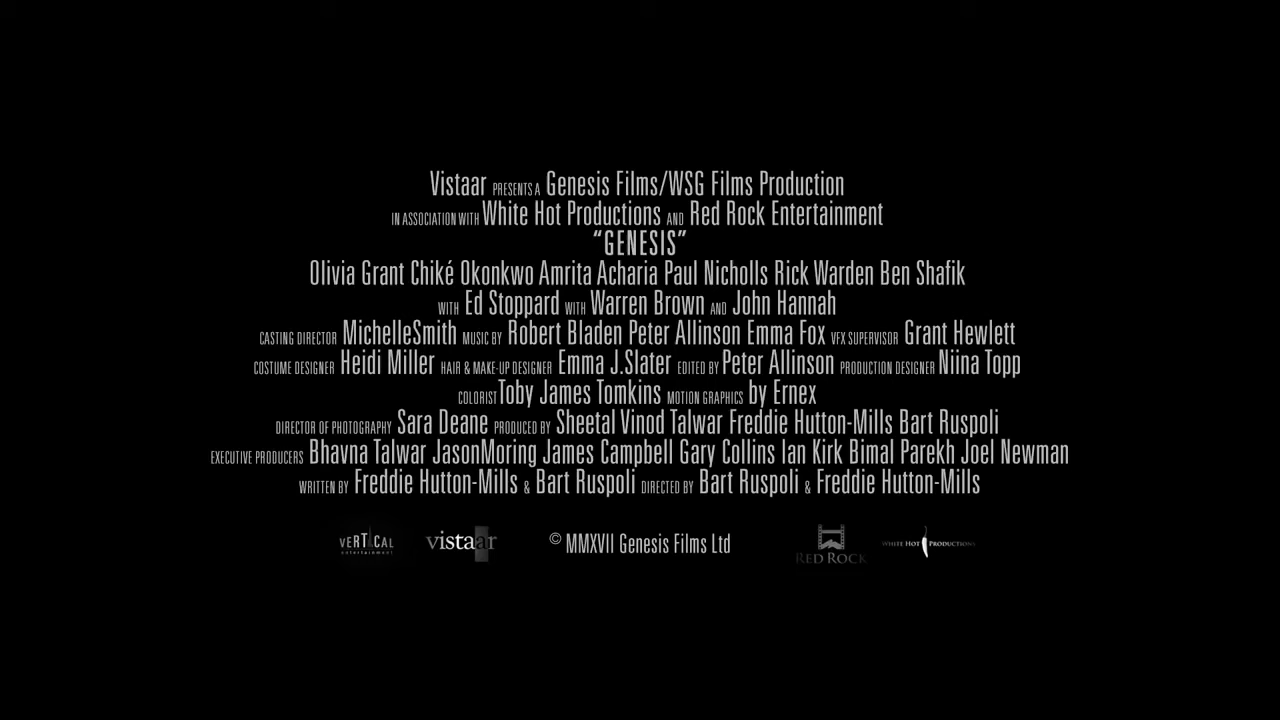 Vistaar PRESENTS A Genesis Films/WSG Films Production
IN ASSOCIATION WITH White Hot Productions AND Red Rock Entertainment
“GENESIS”
Olivia Grant Chiké Okonkwo Amrita Acharia Paul Nicholls Rick Warden Ben Shafik
WITH Ed Stoppard WITH Warren Brown AND John Hannah
CASTING DIRECTOR MichelleSmith MUSIC BY Robert Bladen Peter Allinson Emma Fox VFX SUPERVISOR Grant Hewlett
COSTUME DESIGNER Heidi Miller HAIR & MAKE-UP DESIGNER Emma J.Slater EDITED BY Peter Allinson PRODUCTION DESIGNER Niina Topp
COLORIST Toby James Tomkins MOTION GRAPHICS by Ernex
DIRECTOR OF PHOTOGRAPHY Sara Deane PRODUCED BY Sheetal Vinod Talwar Freddie Hutton-Mills Bart Ruspoli
EXECUTIVE PRODUCERS Bhavna Talwar JasonMoring James Campbell Gary Collins Ian Kirk Bimal Parekh Joel Newman
WRITTEN BY Freddie Hutton-Mills & Bart Ruspoli DIRECTED BY Bart Ruspoli & Freddie Hutton-Mills
VERTICAL entertainment
vistaar
© MMXVII Genesis Films Ltd
RED ROCK
WHITE HOT PRODUCTIONS